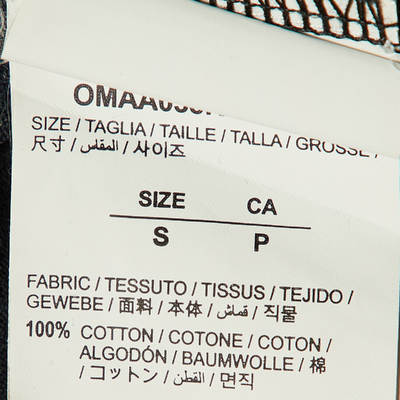 SIZE / TAGLIA / TAILLE / TALLA / GROSSE /
尺寸 / المقاس / 사이즈
SIZE CA
S P
FABRIC / TESSUTO / TISSUS / TEJIDO /
GEWEBE / 面料 / 本体 / قماش / 직물
100% COTTON / COTONE / COTON /
ALGODÓN / BAUMWOLLE / 棉
/ コットン / القطن / 면직